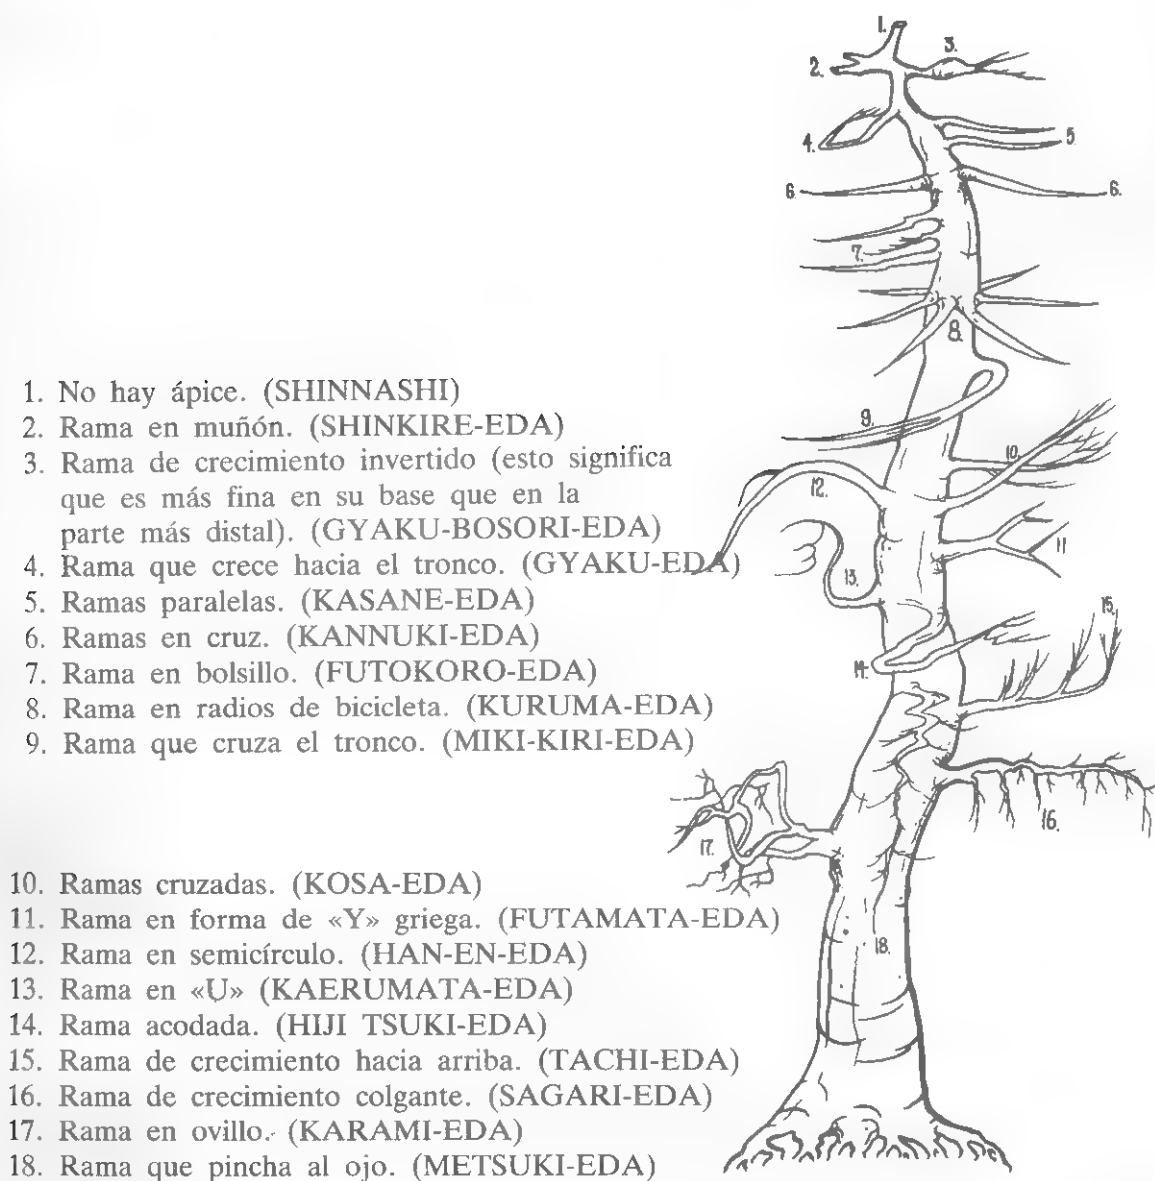 1.
2.
3.
4.
5.
6.
6.
7.
8.
9.
10.
11
12.
13.
14.
15.
16.
17.
18.
1. No hay ápice. (SHINNASHI)
2. Rama en muñón. (SHINKIRE-EDA)
3. Rama de crecimiento invertido (esto significa
que es más fina en su base que en la
parte más distal). (GYAKU-BOSORI-EDA)
4. Rama que crece hacia el tronco. (GYAKU-EDA)
5. Ramas paralelas. (KASANE-EDA)
6. Ramas en cruz. (KANNUKI-EDA)
7. Rama en bolsillo. (FUTOKORO-EDA)
8. Rama en radios de bicicleta. (KURUMA-EDA)
9. Rama que cruza el tronco. (MIKI-KIRI-EDA)
10. Ramas cruzadas. (KOSA-EDA)
11. Rama en forma de «Y» griega. (FUTAMATA-EDA)
12. Rama en semicírculo. (HAN-EN-EDA)
13. Rama en «U» (KAERUMATA-EDA)
14. Rama acodada. (HIJI TSUKI-EDA)
15. Rama de crecimiento hacia arriba. (TACHI-EDA)
16. Rama de crecimiento colgante. (SAGARI-EDA)
17. Rama en ovillo. (KARAMI-EDA)
18. Rama que pincha al ojo. (METSUKI-EDA)